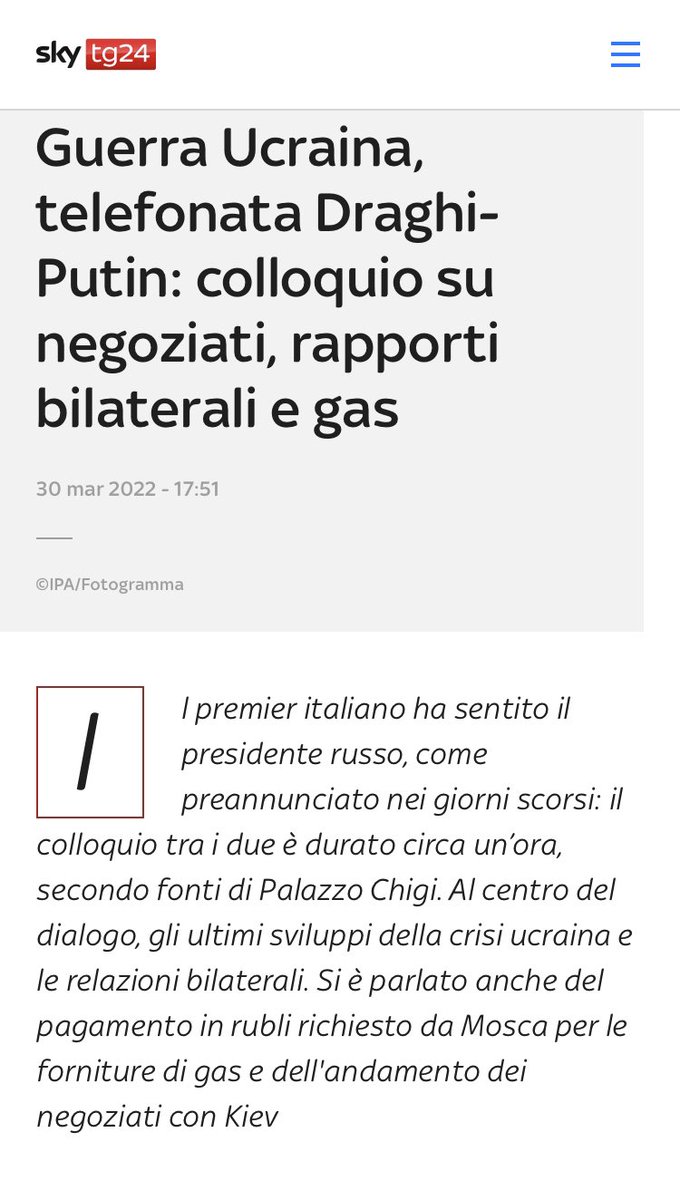 sky tg24
Guerra Ucraina,
telefonata Draghi-
Putin: colloquio su
negoziati, rapporti
bilaterali e gas
30 mar 2022 - 17:51
©IPA/Fotogramma
Il premier italiano ha sentito il
presidente russo, come
preannunciato nei giorni scorsi: il
colloquio tra i due è durato circa un’ora,
secondo fonti di Palazzo Chigi. Al centro del
dialogo, gli ultimi sviluppi della crisi ucraina e
le relazioni bilaterali. Si è parlato anche del
pagamento in rubli richiesto da Mosca per le
forniture di gas e dell'andamento dei
negoziati con Kiev